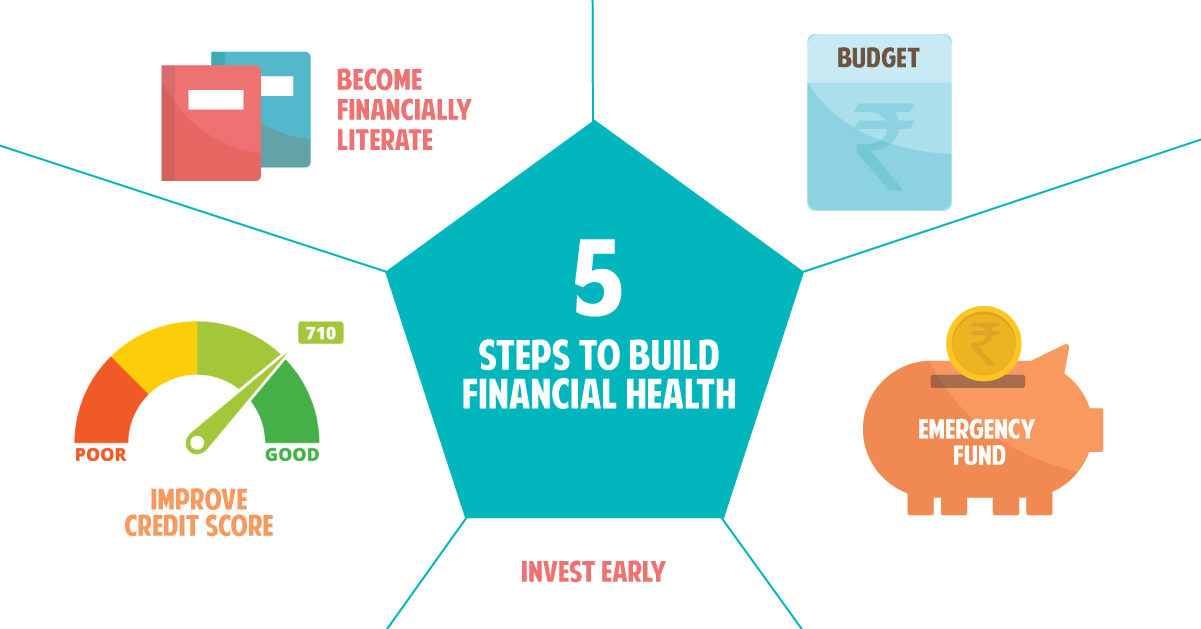 BECOME
FINANCIALLY
LITERATE
BUDGET
₹
5
STEPS TO BUILD
FINANCIAL HEALTH
710
POOR
GOOD
IMPROVE
CREDIT SCORE
₹
EMERGENCY
FUND
INVEST EARLY